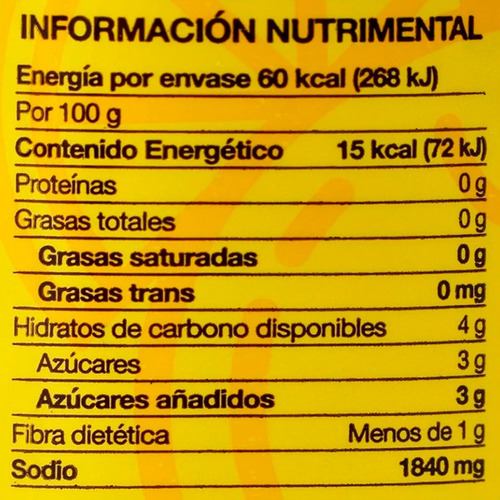 INFORMACIÓN NUTRIMENTAL
Energía por envase 60 kcal (268 kJ)
Por 100 g
Contenido Energético 15 kcal (72 kJ)
Proteínas 0 g
Grasas totales 0 g
Grasas saturadas 0 g
Grasas trans 0 mg
Hidratos de carbono disponibles 4 g
Azúcares 3 g
Azúcares añadidos 3 g
Fibra dietética Menos de 1 g
Sodio 1840 mg